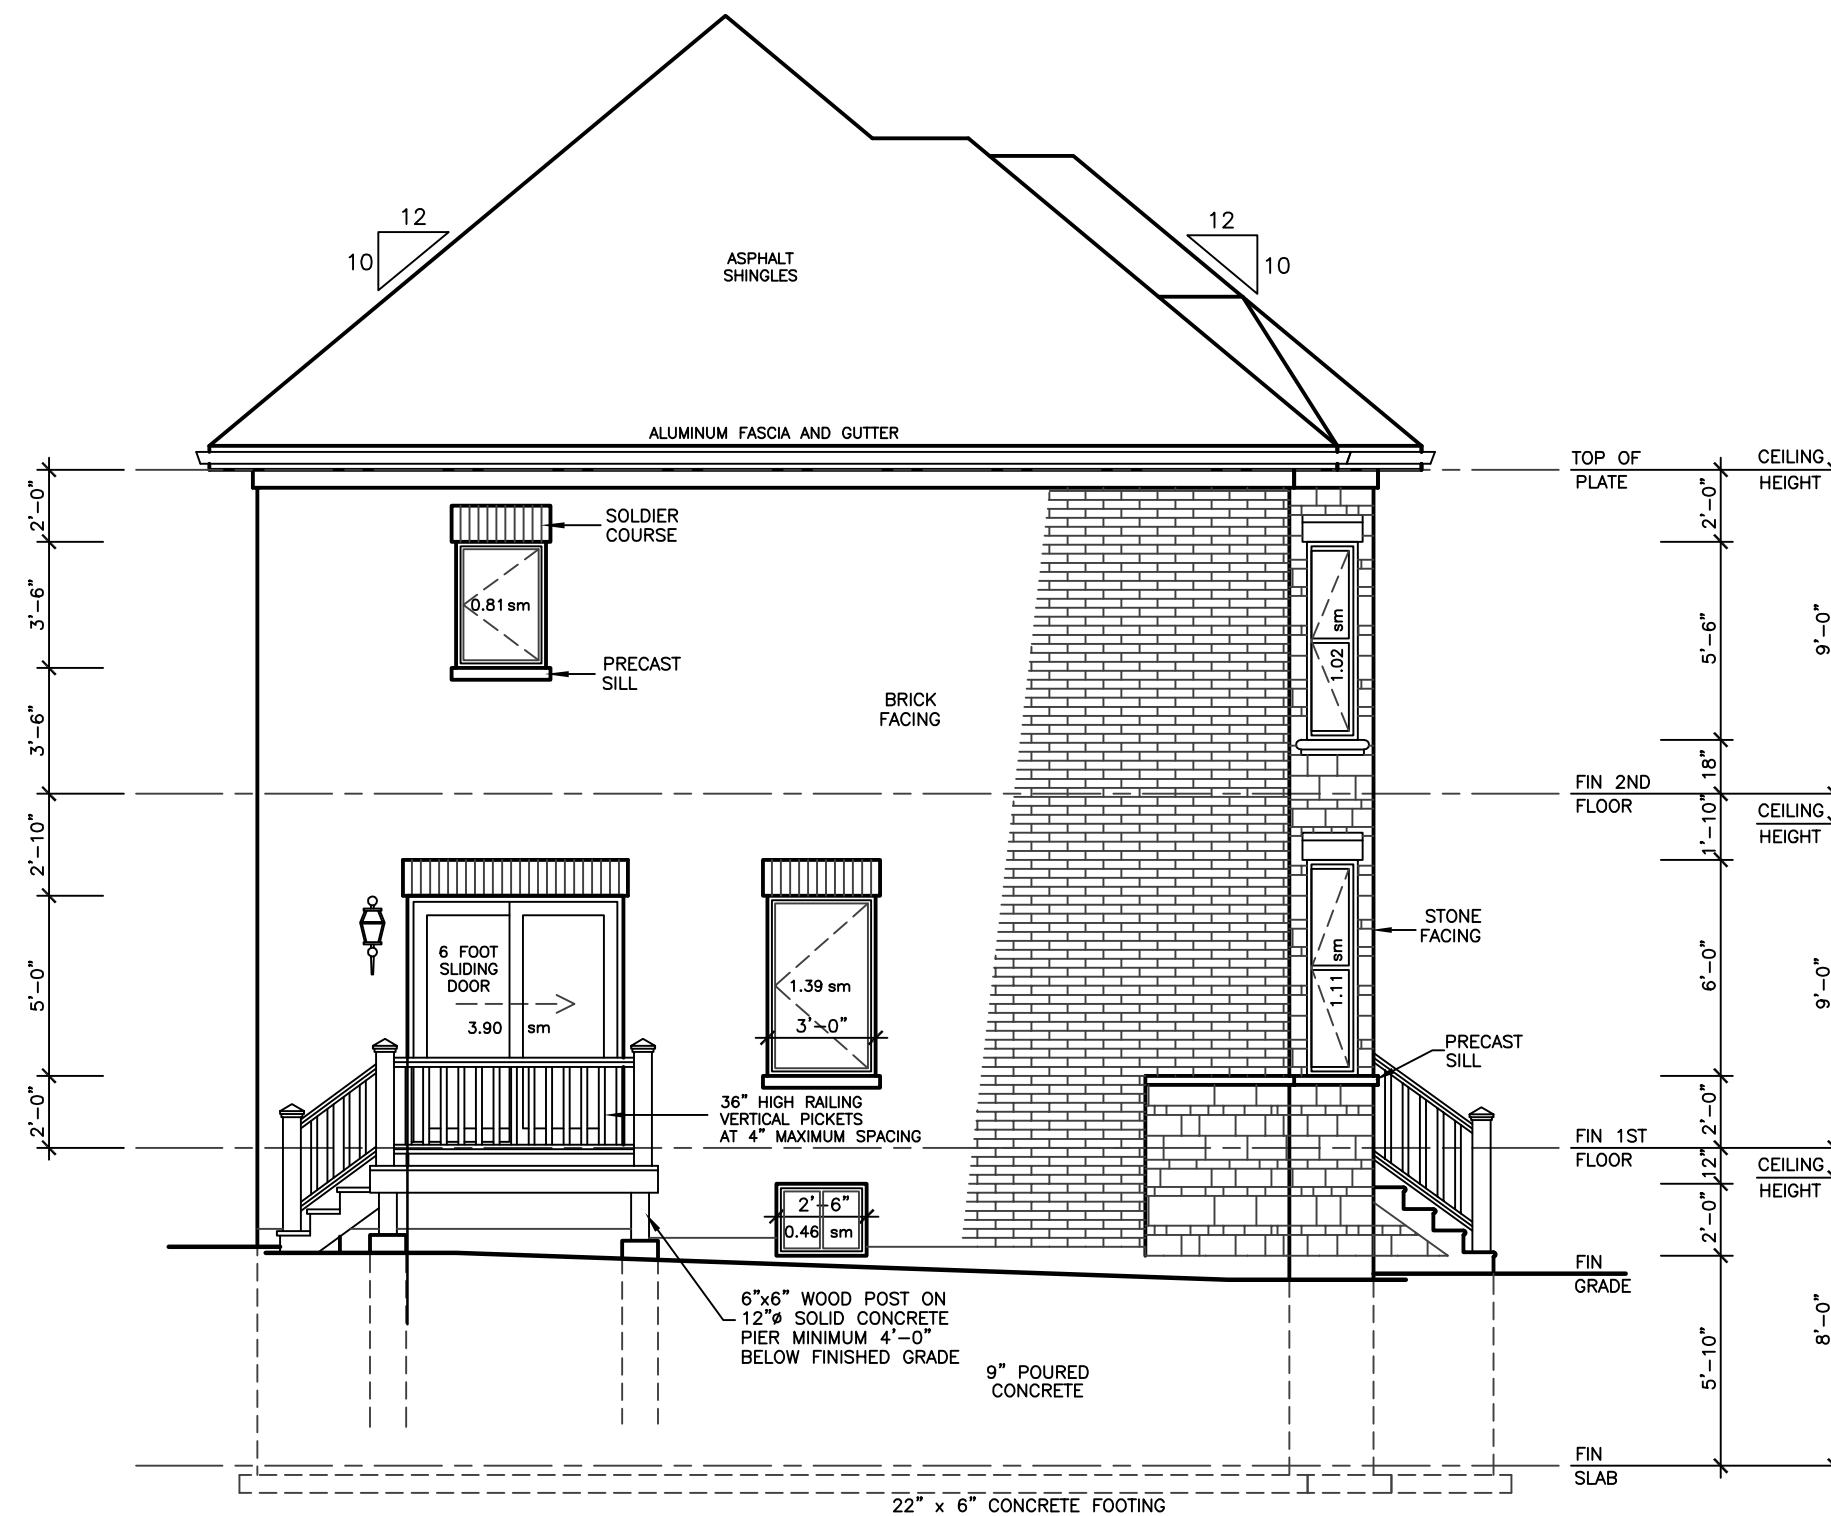 12
10
12
10
ASPHALT
SHINGLES
ALUMINUM FASCIA AND GUTTER
TOP OF
PLATE
CEILING
HEIGHT
2'-0"
3'-6"
3'-6"
2'-10"
5'-0"
2'-0"
SOLDIER
COURSE
0.81 sm
PRECAST
SILL
BRICK
FACING
1.02 sm
2'-0"
5'-6"
18"
9'-0"
FIN 2ND
FLOOR
CEILING
HEIGHT
1'-10"
6'-0"
2'-0"
9'-0"
6 FOOT
SLIDING
DOOR
3.90 sm
1.39 sm
3'-0"
1.11 sm
STONE
FACING
PRECAST
SILL
36" HIGH RAILING
VERTICAL PICKETS
AT 4" MAXIMUM SPACING
FIN 1ST
FLOOR
CEILING
HEIGHT
12"
2'-0"
5'-10"
8'-0"
2'-6"
0.46 sm
FIN
GRADE
6"x6" WOOD POST ON
12"ø SOLID CONCRETE
PIER MINIMUM 4'-0"
BELOW FINISHED GRADE
9" POURED
CONCRETE
FIN
SLAB
22" x 6" CONCRETE FOOTING